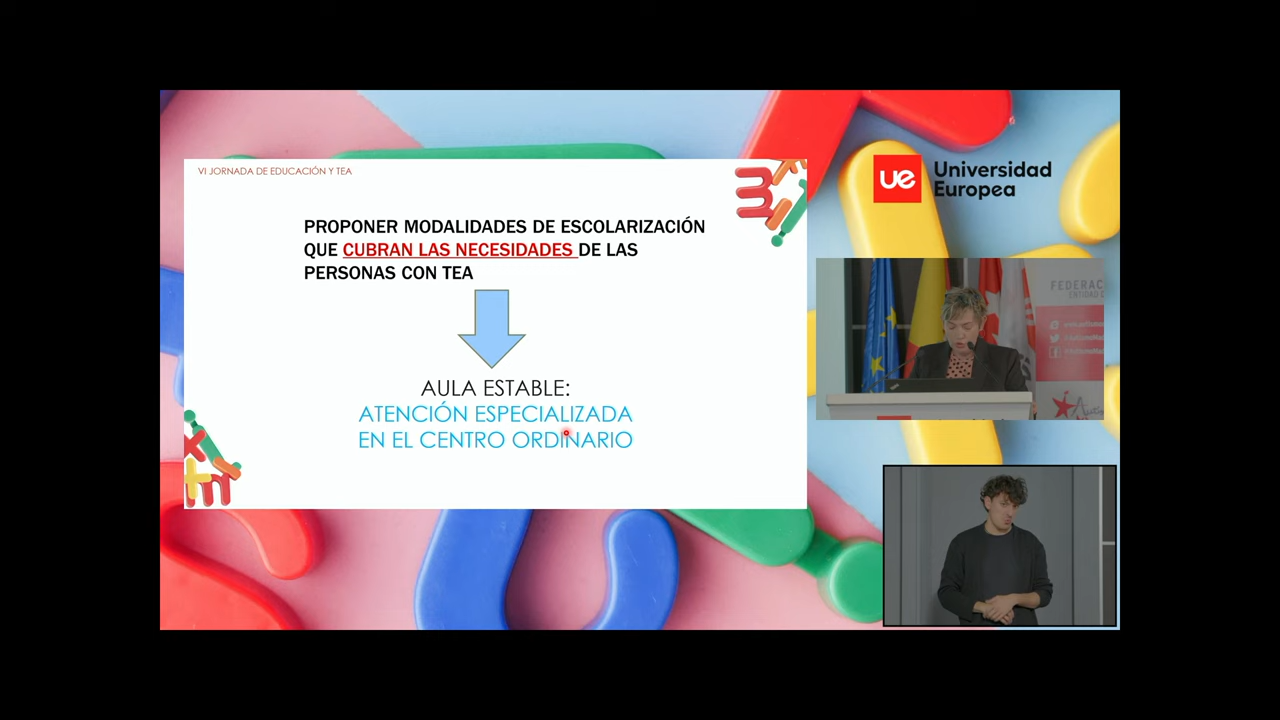 VI JORNADA DE EDUCACIÓN Y TEA
PROPONER MODALIDADES DE ESCOLARIZACIÓN
QUE CUBRAN LAS NECESIDADES DE LAS
PERSONAS CON TEA
AULA ESTABLE:
ATENCIÓN ESPECIALIZADA
EN EL CENTRO ORDINARIO
ue Universidad
Europea
FEDERAC
ENTIDAD